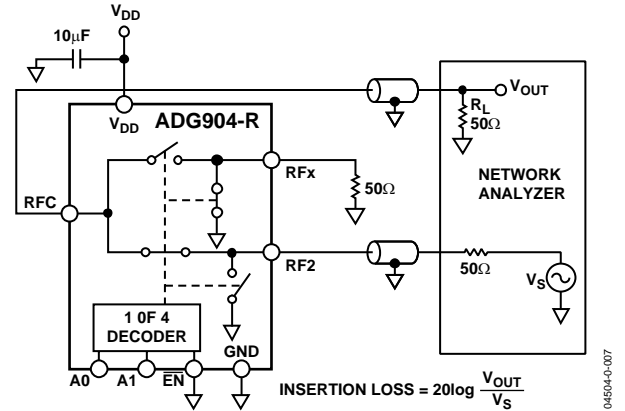 VDD
10µF
VDD
ADG904-R
RFx
50Ω
RFC
RF2
1 0F 4
DECODER
A0
A1
EN
GND
VOUT
RL
50Ω
NETWORK
ANALYZER
50Ω
VS
INSERTION LOSS = 20log VOUT
VS
04504-0-007